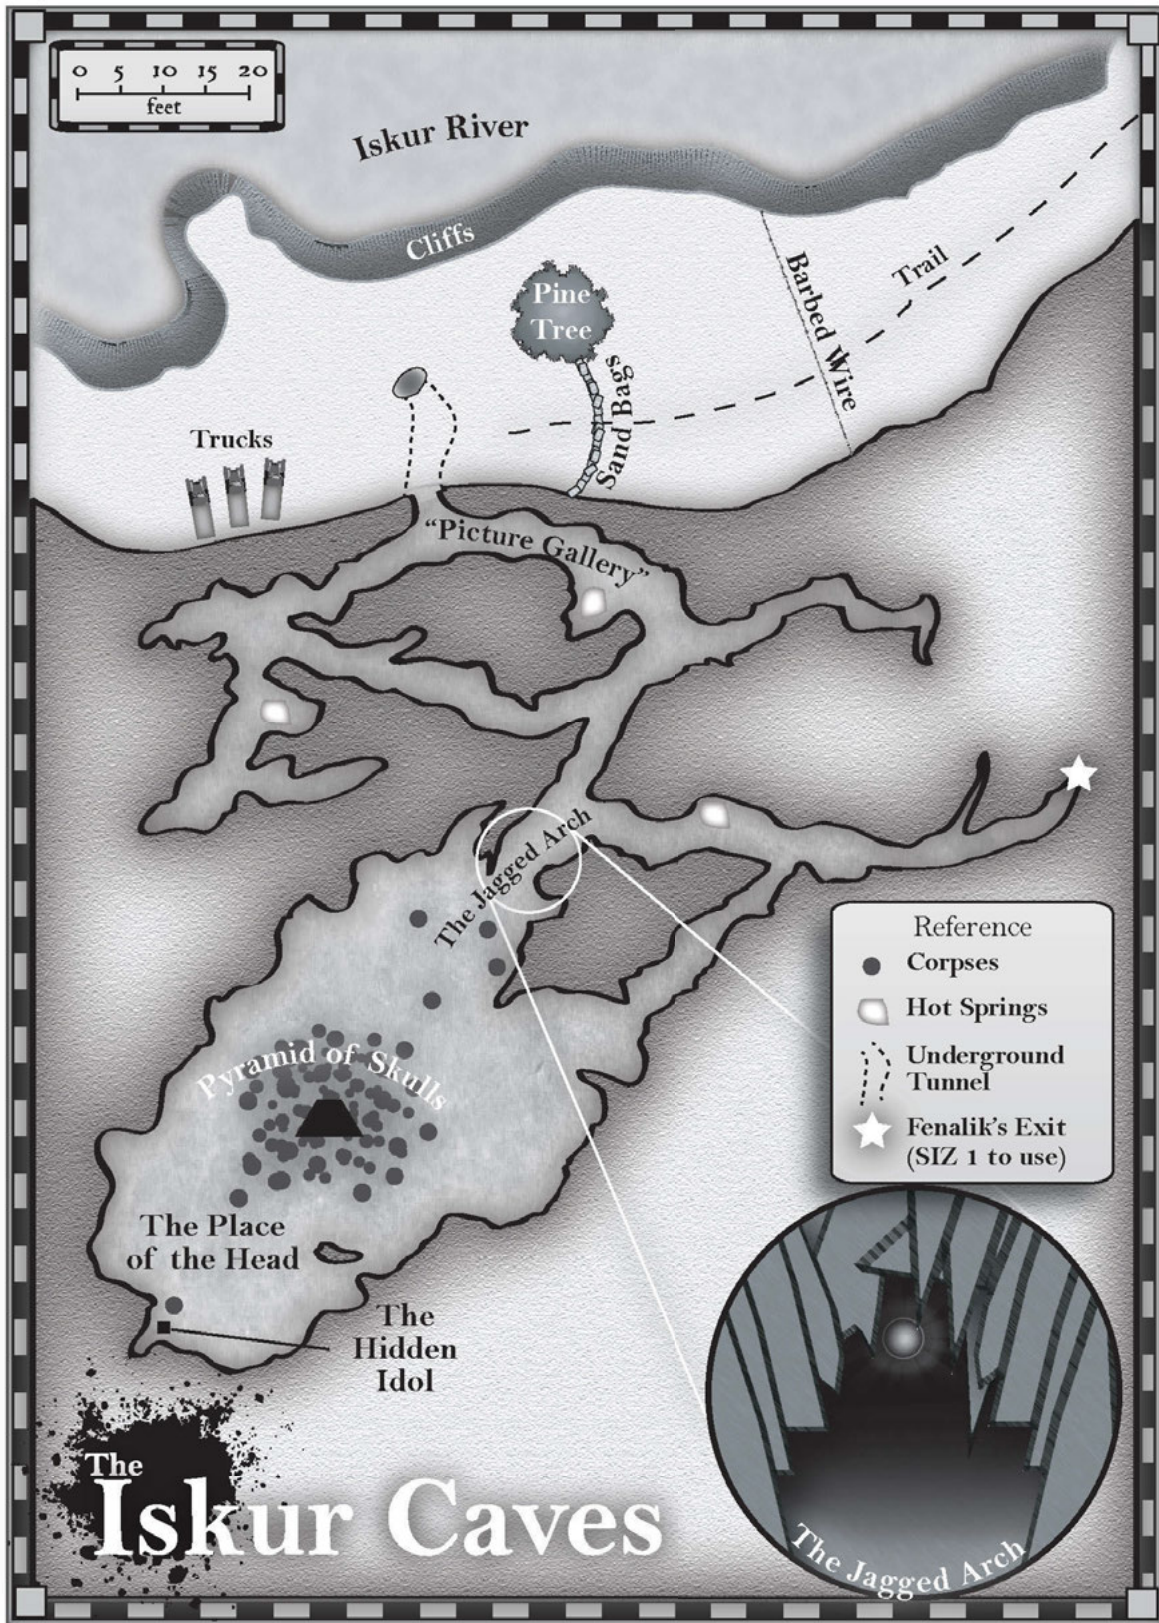 0 5 10 15 20
feet
Iskur River
Cliffs
Pine
Tree
Sand Bags
Barbed Wire
Trail
Trucks
“Picture Gallery”
The Jagged Arch
Pyramid of Skulls
The Place
of the Head
The
Hidden
Idol
Reference
Corpses
Hot Springs
Underground
Tunnel
Fenalik's Exit
(SIZ 1 to use)
The Jagged Arch
The
Iskur Caves